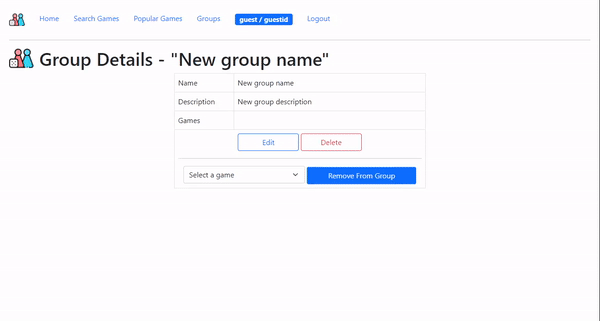 Home Search Games Popular Games Groups guest / guestid Logout
Group Details - "New group name"
Name New group name
Description New group description
Games
Edit Delete
Select a game Remove From Group